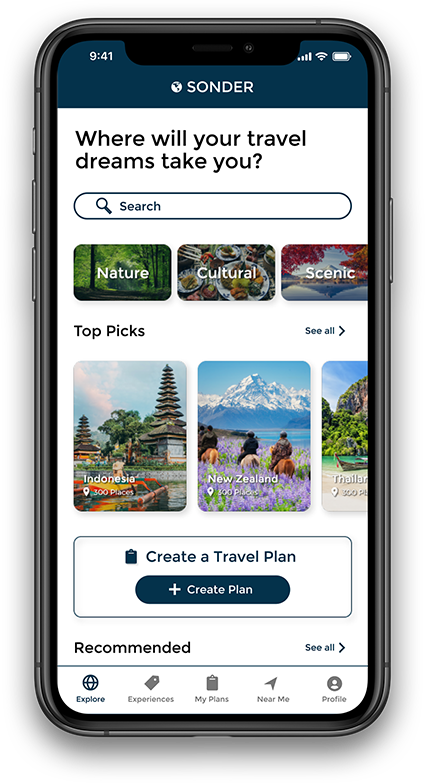 9:41
SONDER
Where will your travel
dreams take you?
Search
Nature
Cultural
Scenic
Top Picks
See all
Indonesia
300 Places
New Zealand
300 Places
Thailan
300 Pl
Create a Travel Plan
Create Plan
Recommended
See all
Explore
Experiences
My Plans
Near Me
Profile